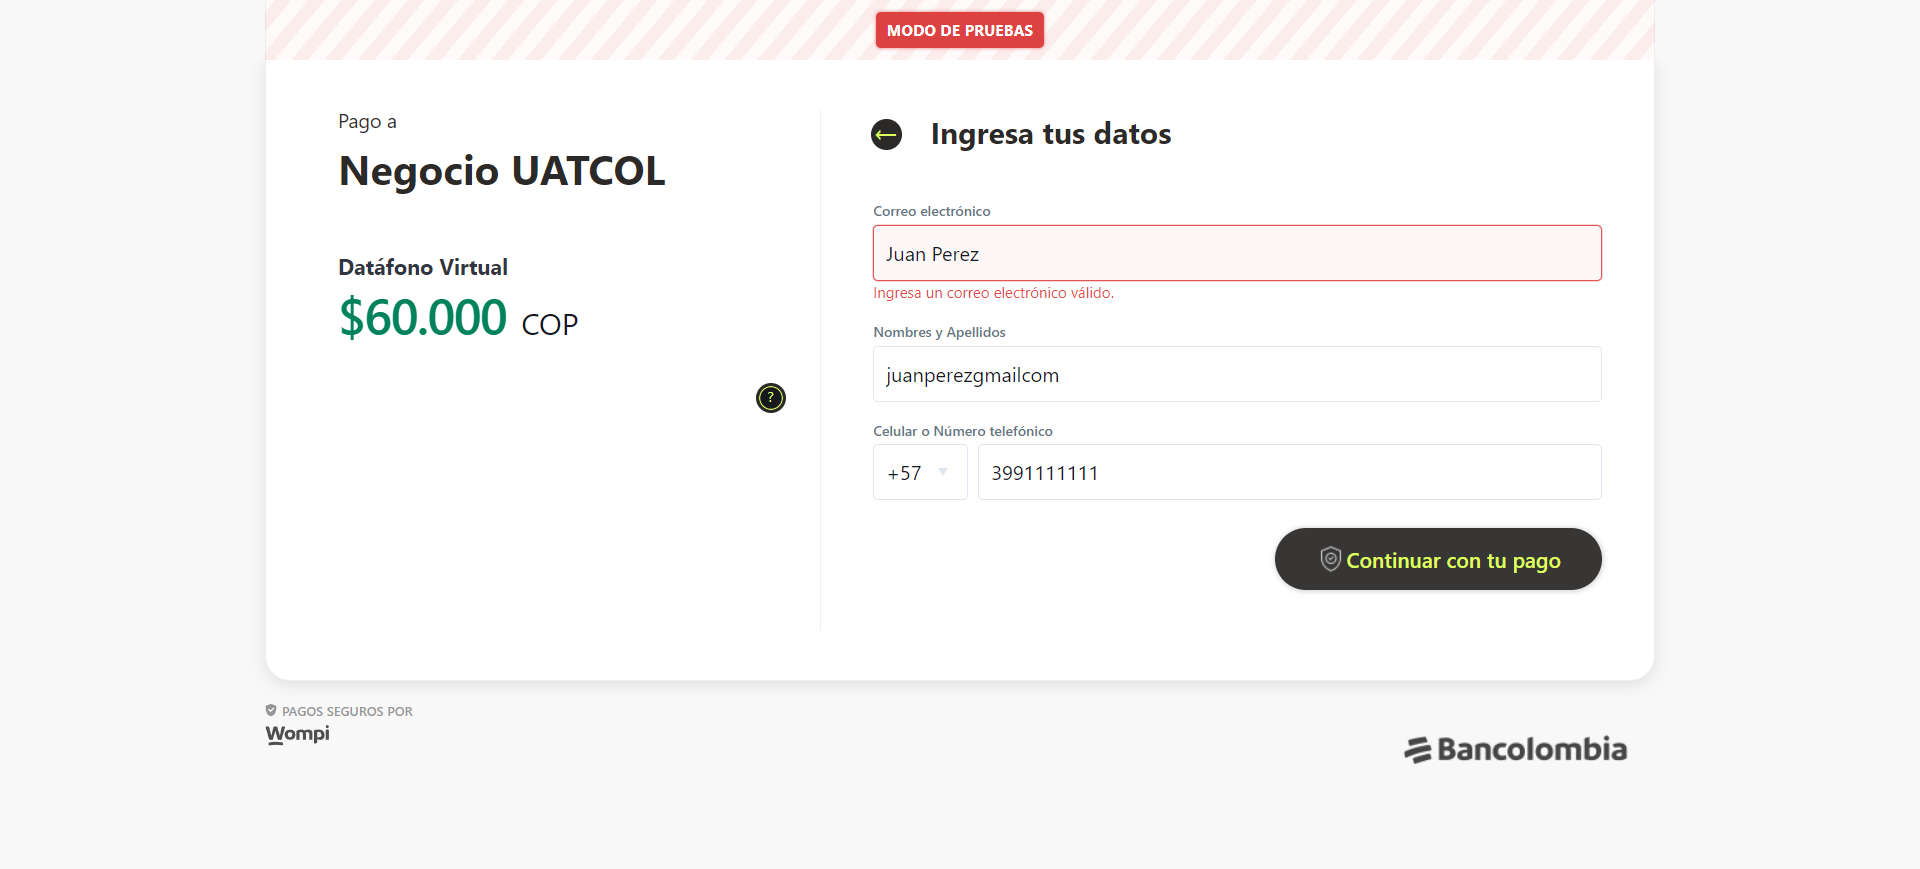 MODO DE PRUEBAS
Pago a
Negocio UATCOL
Datáfono Virtual
$60.000 COP
?
Ingresa tus datos
Correo electrónico
Juan Perez
Ingresa un correo electrónico válido.
Nombres y Apellidos
juanperezgmailcom
Celular o Número telefónico
+57 3991111111
Continuar con tu pago
PAGOS SEGUROS POR
Wompi
Bancolombia